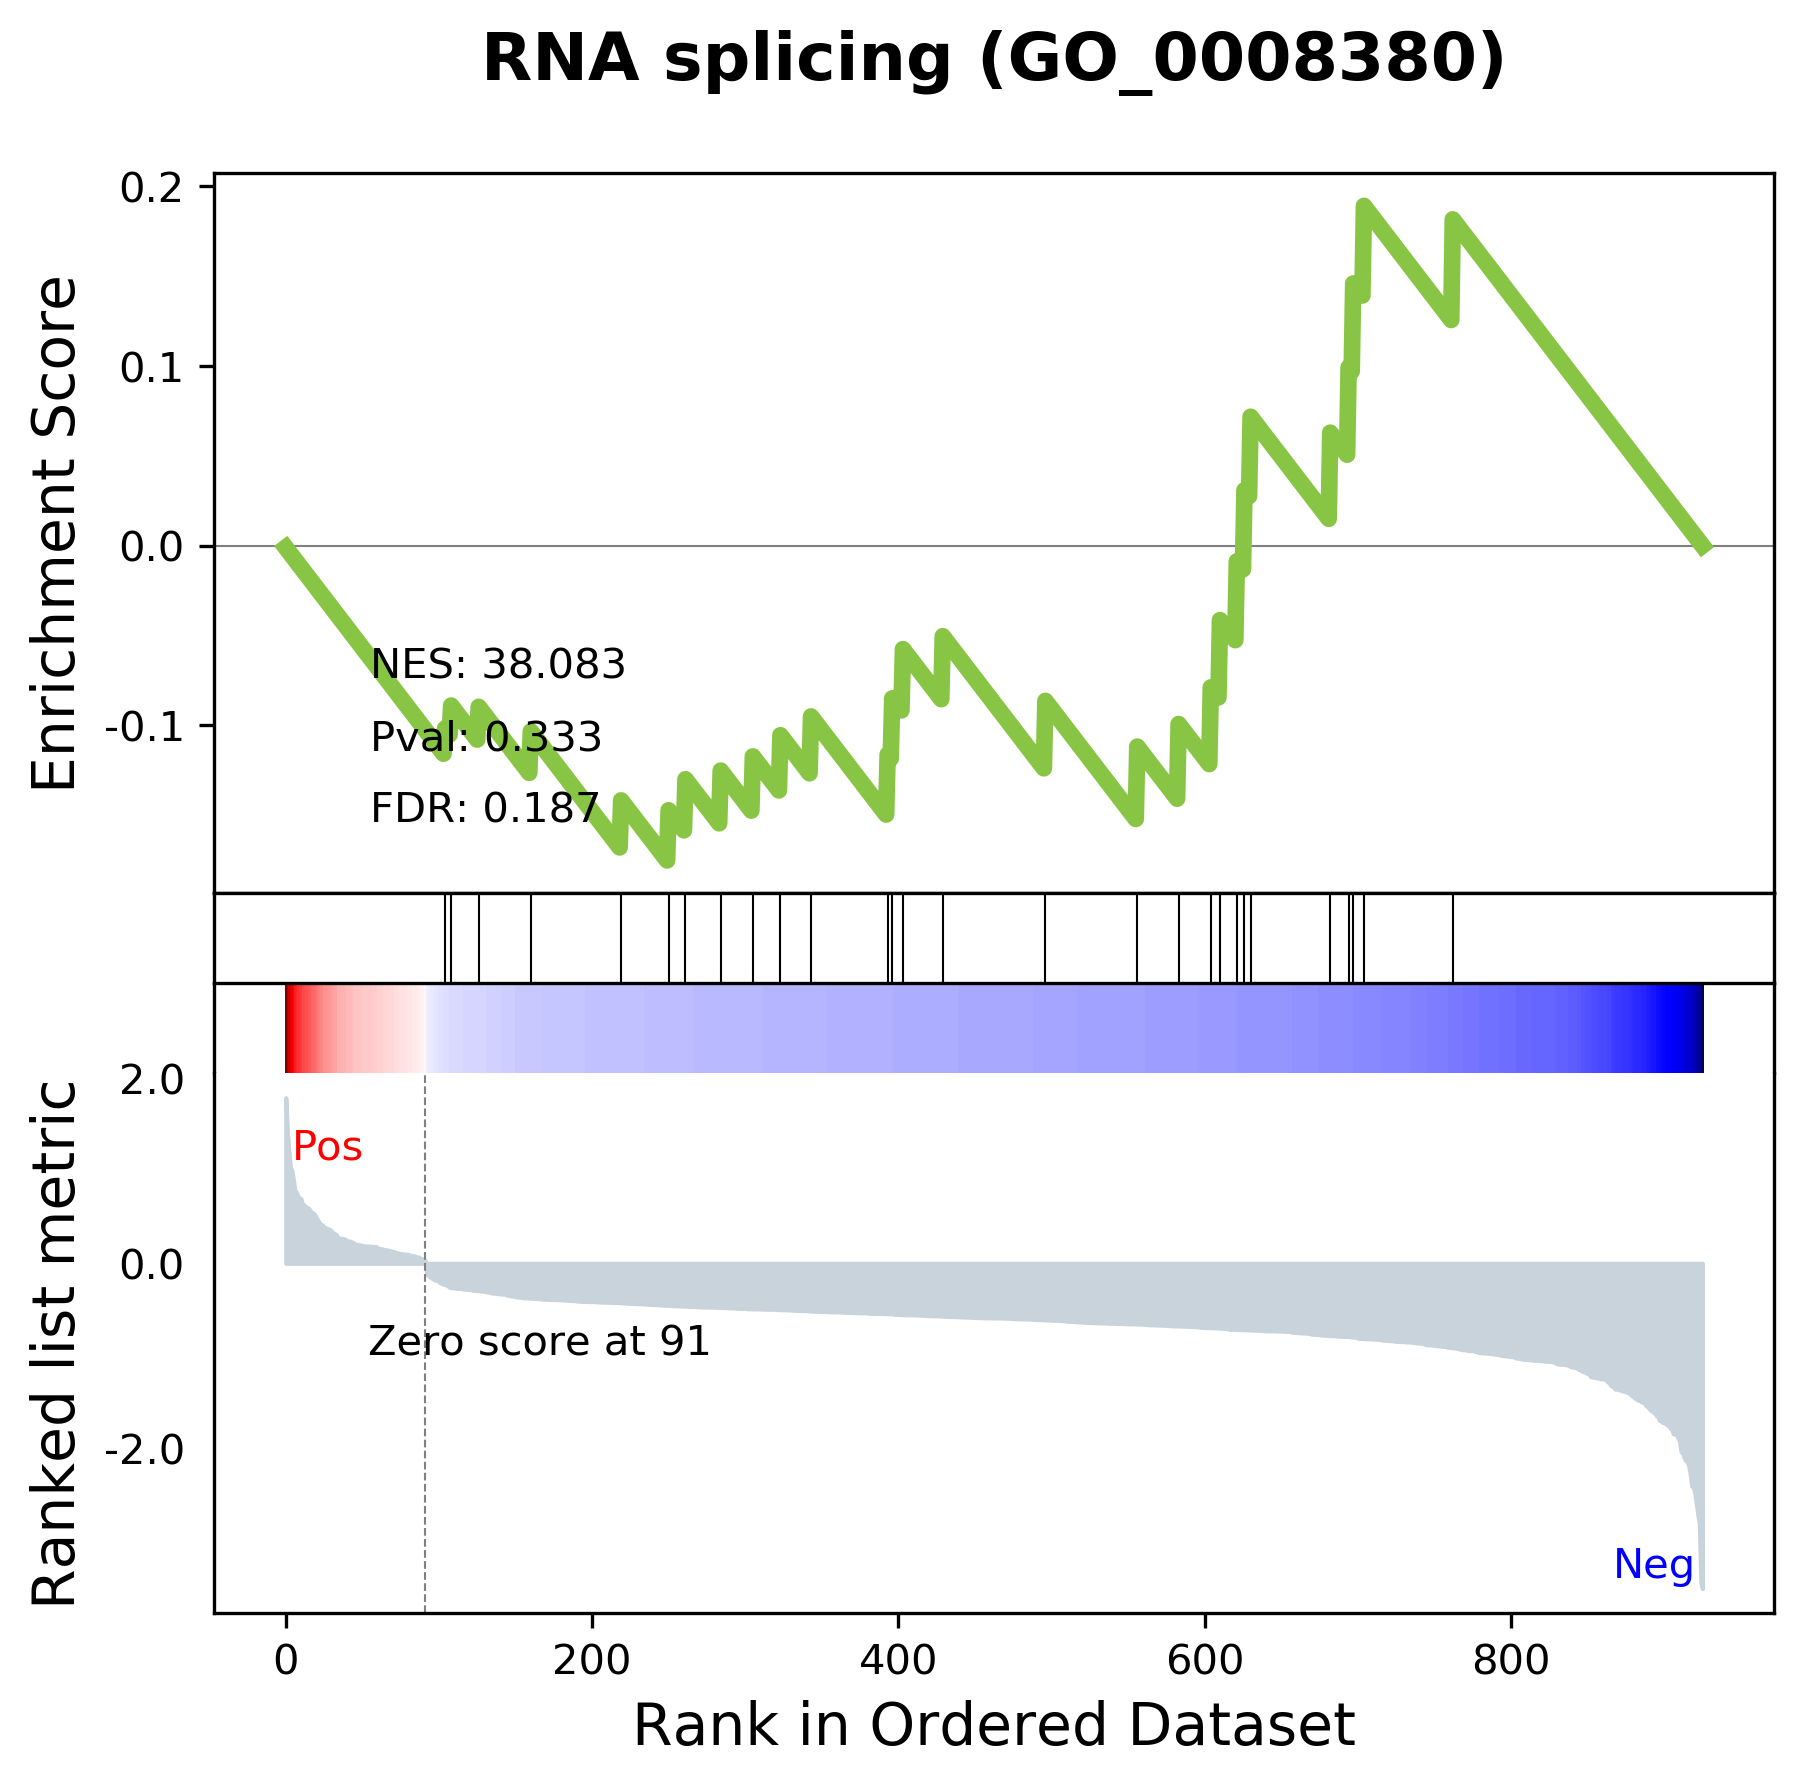 RNA splicing (GO_0008380)
Enrichment Score
0.2
0.1
0.0
-0.1
NES: 38.083
Pval: 0.333
FDR: 0.187
Ranked list metric
2.0
0.0
-2.0
Pos
Zero score at 91
Neg
0 200 400 600 800
Rank in Ordered Dataset